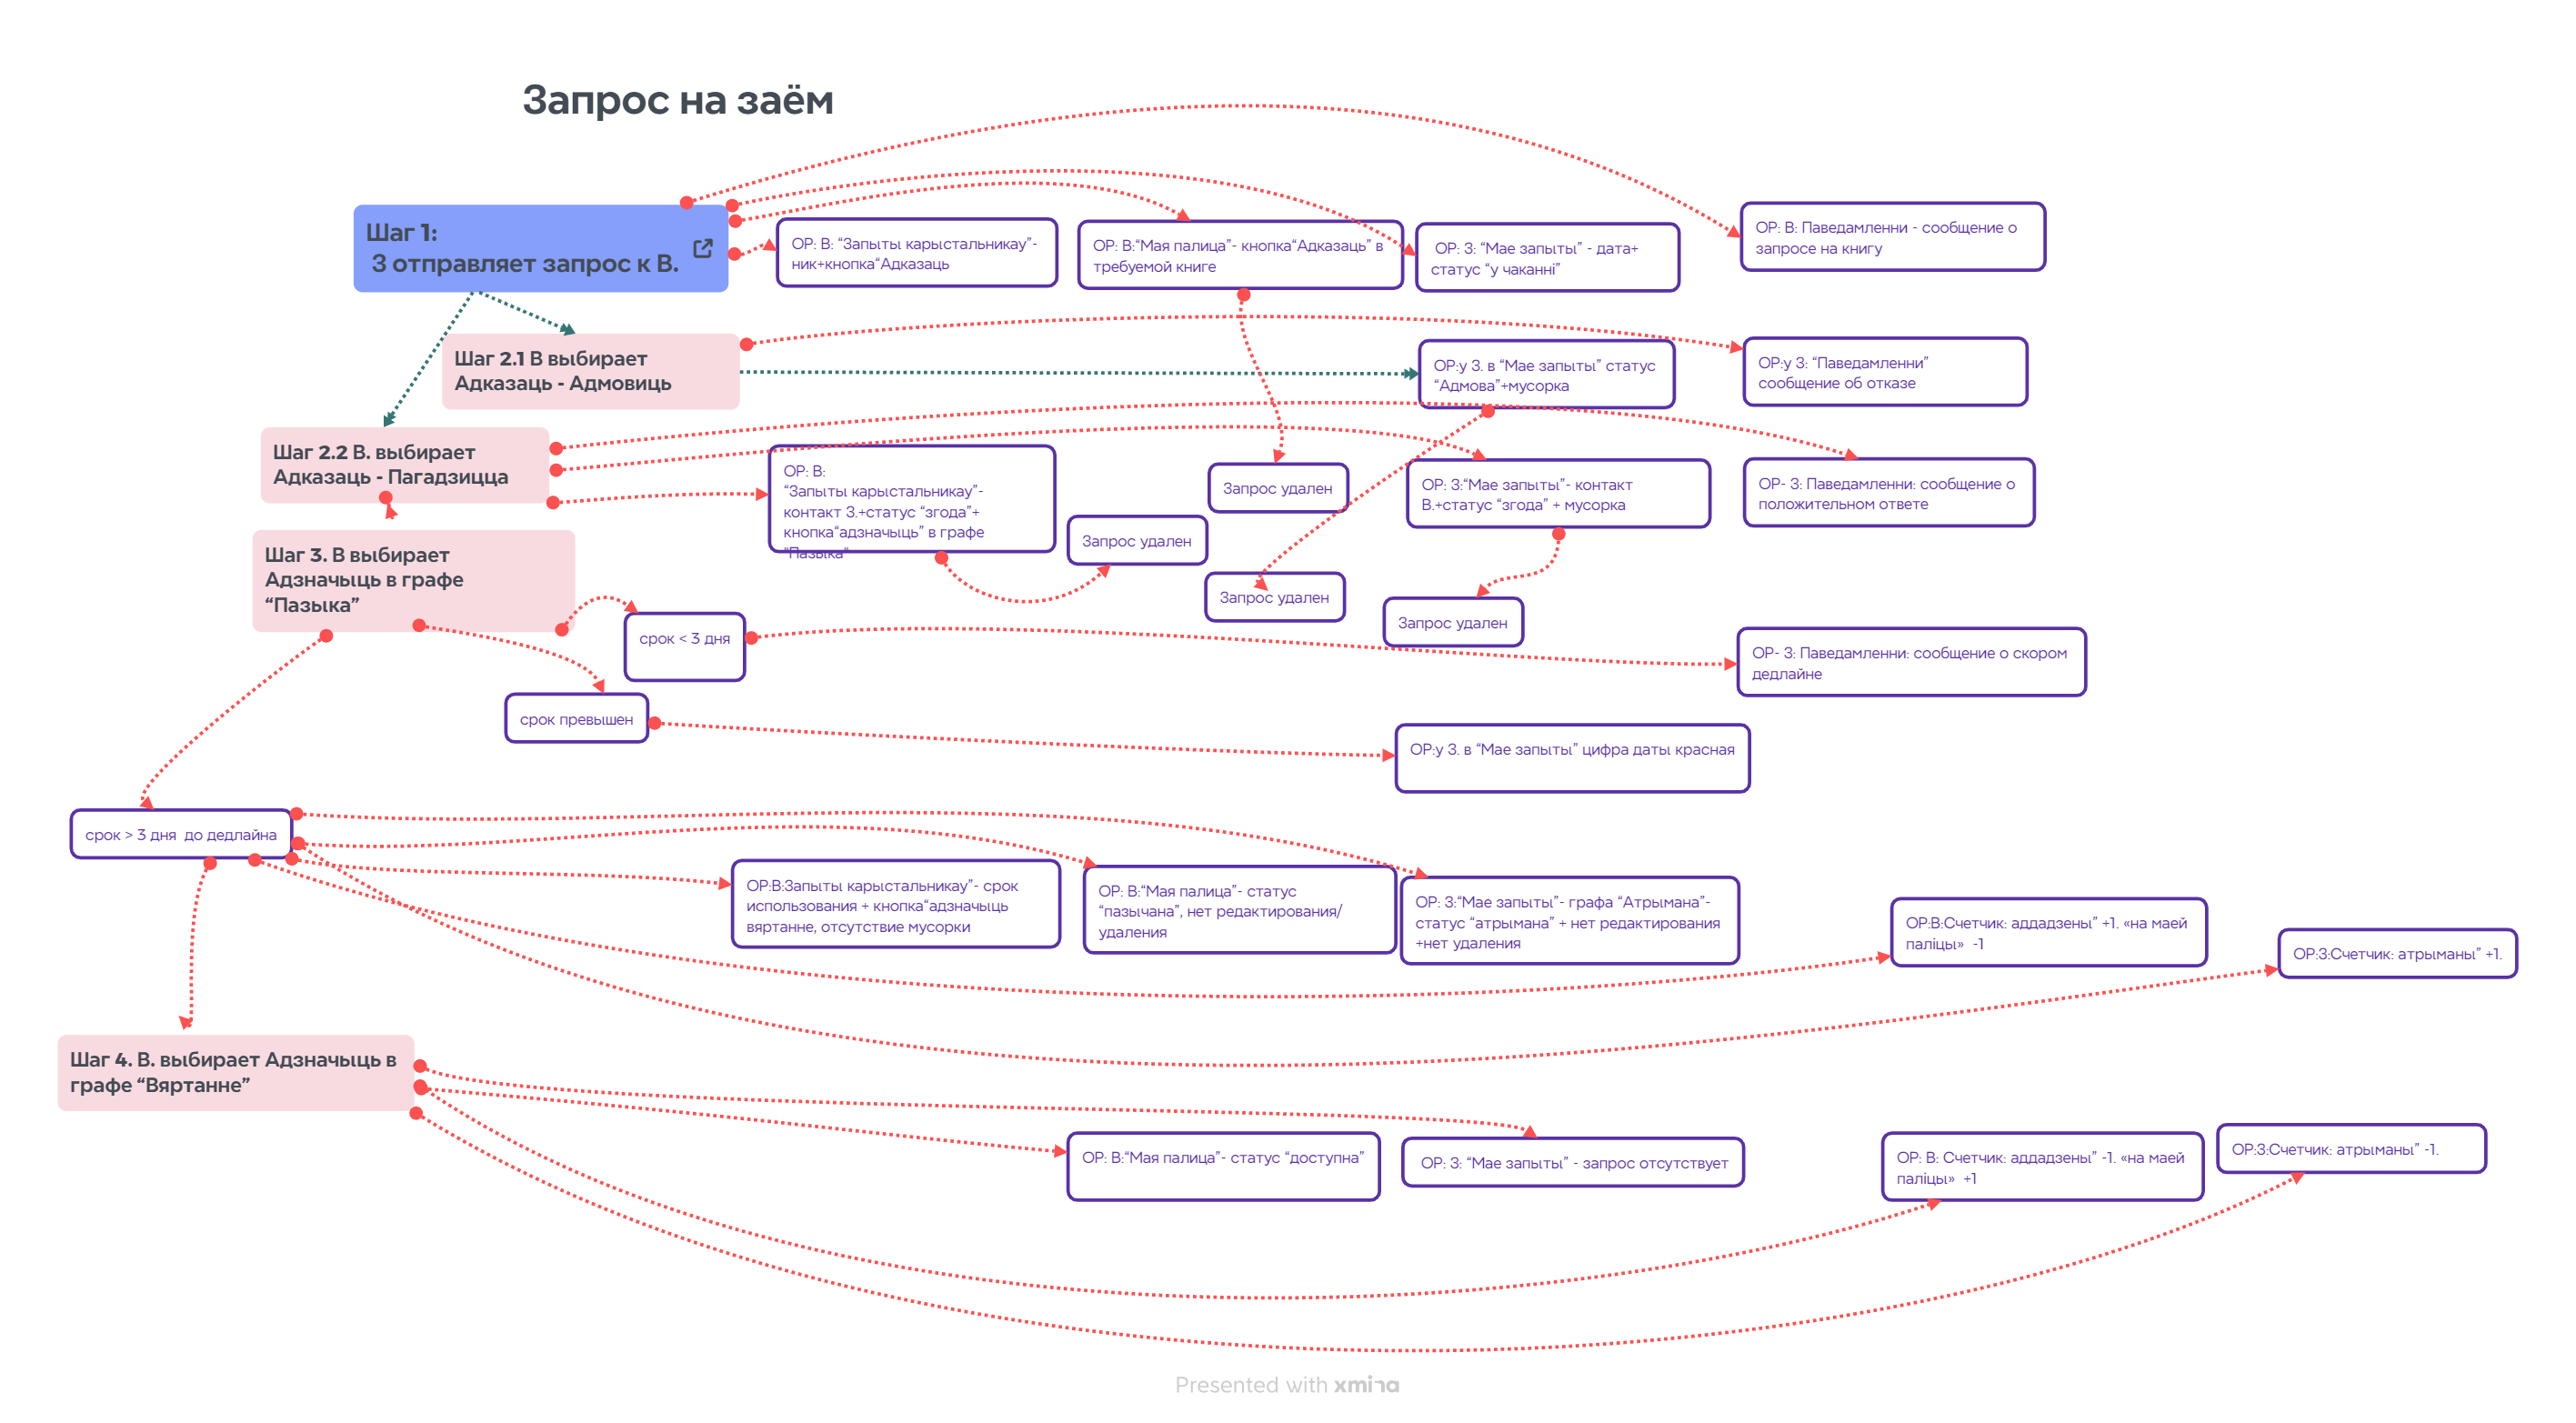 Запрос на заём
Шаг 1:
З отправляет запрос к В.
ОР: В: “Запыты карыстальникау”-
ник+кнопка“Адказаць
ОР: В:“Мая палица”- кнопка“Адказаць” в
требуемой книге
ОР: З: “Мае запыты” - дата+
статус “у чаканні”
ОР: В: Паведамленни - сообщение о
запросе на книгу
Шаг 2.1 В выбирает
Адказаць - Адмовиць
ОР:у З. в “Мае запыты” статус
“Адмова”+мусорка
ОР:у З: “Паведамленни”
сообщение об отказе
Шаг 2.2 В. выбирает
Адказаць - Пагадзицца
ОР: В:
“Запыты карыстальникау”-
контакт З.+статус “згода”+
кнопка“адзначыць” в графе
“Пазыка”
Запрос удален
Запрос удален
Запрос удален
ОР: З:“Мае запыты”- контакт
В.+статус “згода” + мусорка
Запрос удален
ОР- З: Паведамленни: сообщение о
положительном ответе
Шаг 3. В выбирает
Адзначыць в графе
“Пазыка”
срок < 3 дня
ОР- З: Паведамленни: сообщение о скором
дедлайне
срок превышен
ОР:у З. в “Мае запыты” цифра даты красная
срок > 3 дня  до дедлайна
ОР:В:Запыты карыстальникау”- срок
использования + кнопка“адзначыць
вяртанне, отсутствие мусорки
ОР: В:“Мая палица”- статус
“пазычана”, нет редактирования/
удаления
ОР: З:“Мае запыты”- графа “Атрымана”-
статус “атрымана” + нет редактирования
+нет удаления
ОР:В:Счетчик: аддадзены” +1. «на маей
паліцы»  -1
ОР:З:Счетчик: атрыманы” +1.
Шаг 4. В. выбирает Адзначыць в
графе “Вяртанне”
ОР: В:“Мая палица”- статус “доступна”
ОР: З: “Мае запыты” - запрос отсутствует
ОР: В: Счетчик: аддадзены” -1. «на маей
паліцы»  +1
ОР:З:Счетчик: атрыманы” -1.
Presented with xmind